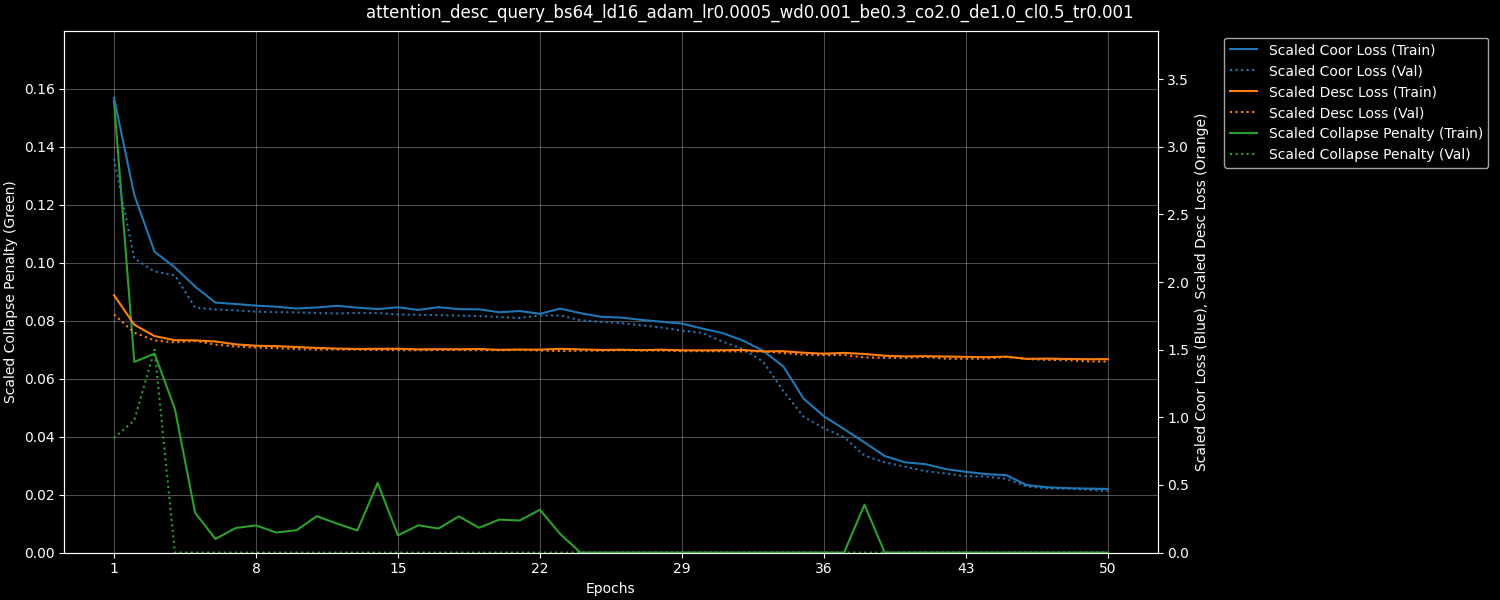 attention_desc_query_bs64_ld16_adam_lr0.0005_wd0.001_be0.3_co2.0_de1.0_cl0.5_tr0.001
Scaled Collapse Penalty (Green)
0.16
0.14
0.12
0.10
0.08
0.06
0.04
0.02
0.00
1
8
15
22
29
36
43
50
Epochs
3.5
3.0
2.5
2.0
1.5
1.0
0.5
0.0
Scaled Coor Loss (Blue), Scaled Desc Loss (Orange)
Scaled Coor Loss (Train)
Scaled Coor Loss (Val)
Scaled Desc Loss (Train)
Scaled Desc Loss (Val)
Scaled Collapse Penalty (Train)
Scaled Collapse Penalty (Val)